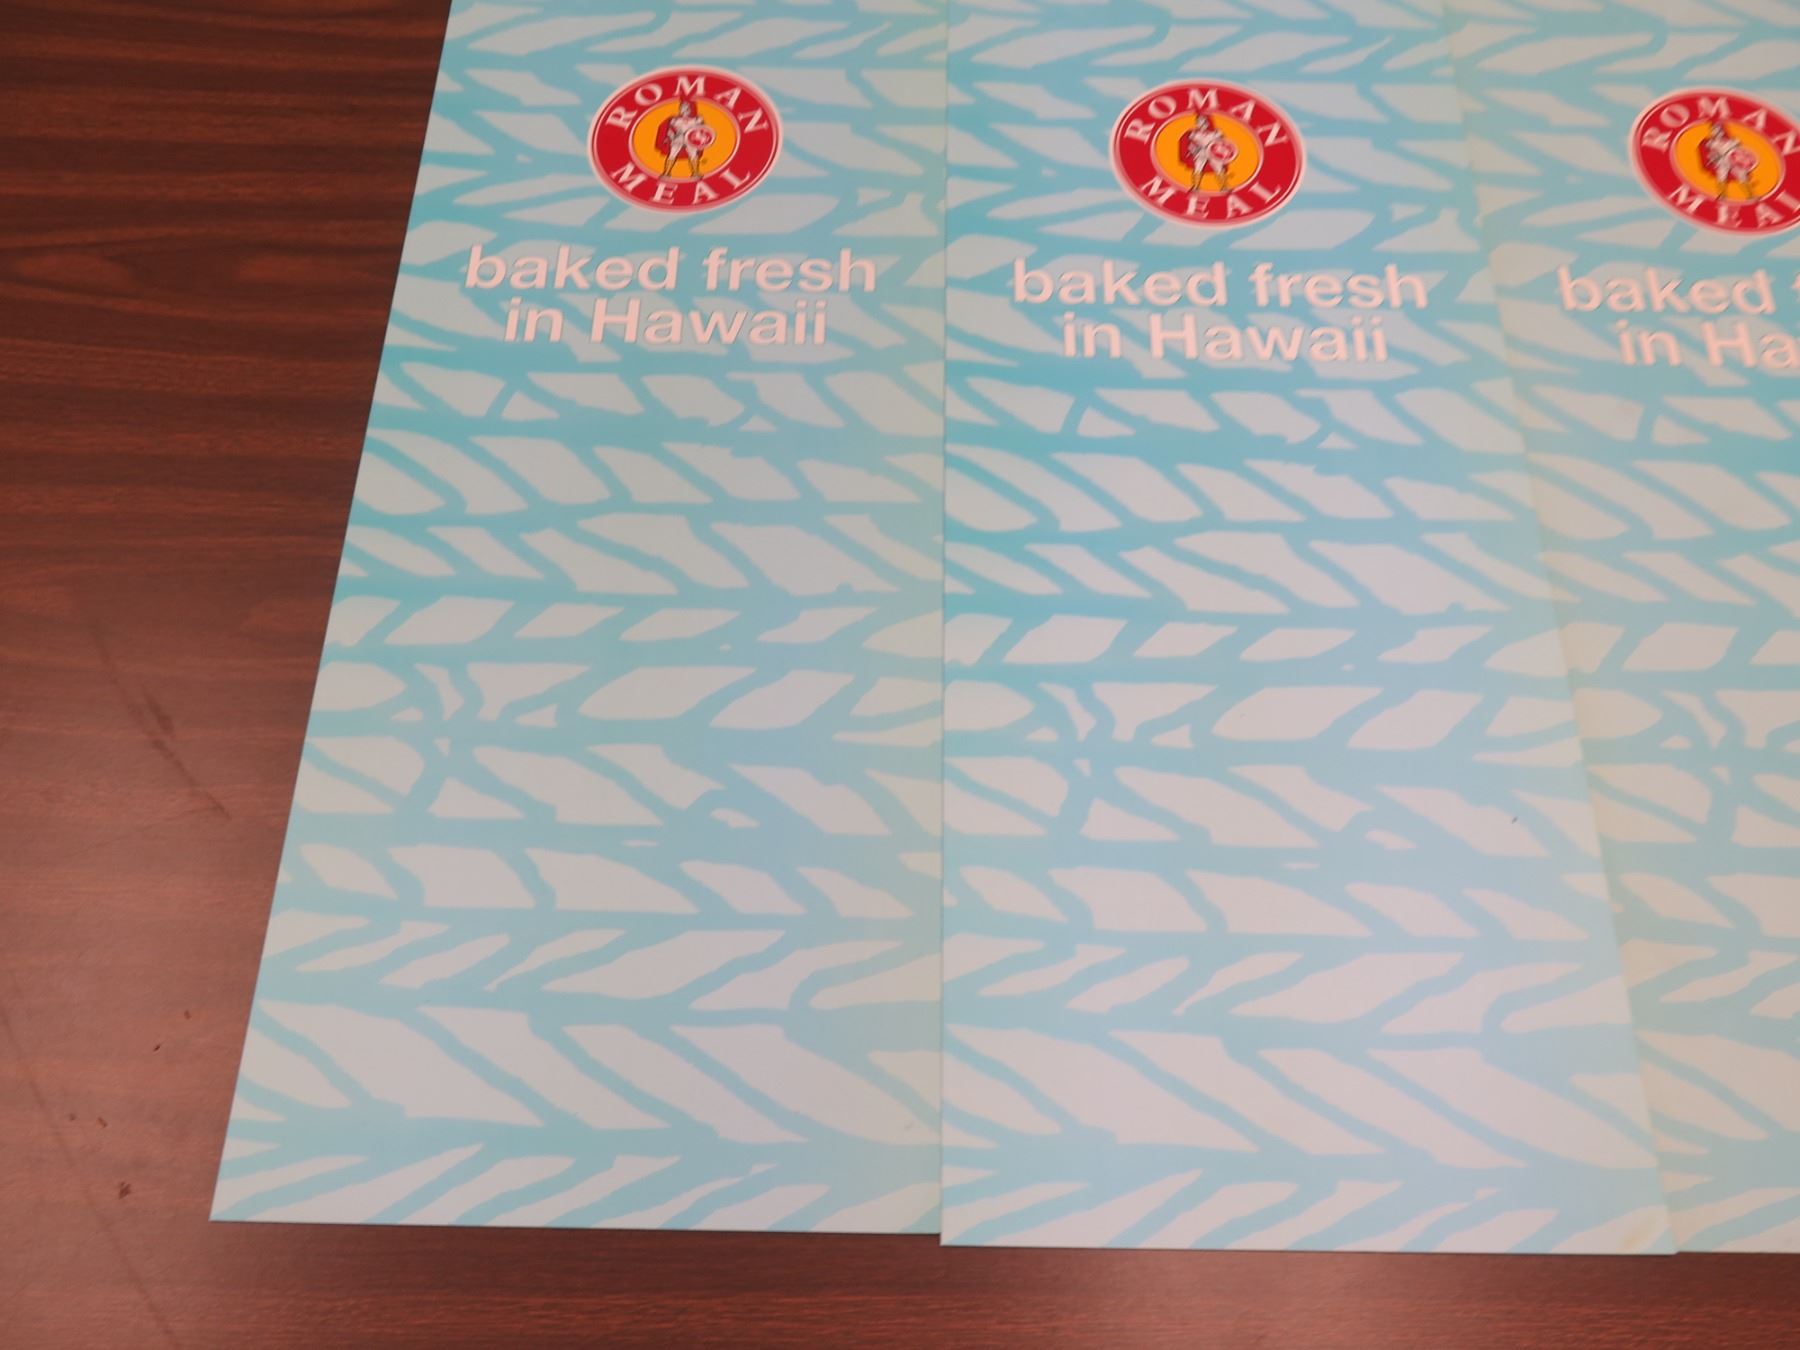 ROMAN
MEAL
baked fresh
in Hawaii
ROMAN
MEAL
baked fresh
in Hawaii
ROMAN
MEAL
baked
in Ha